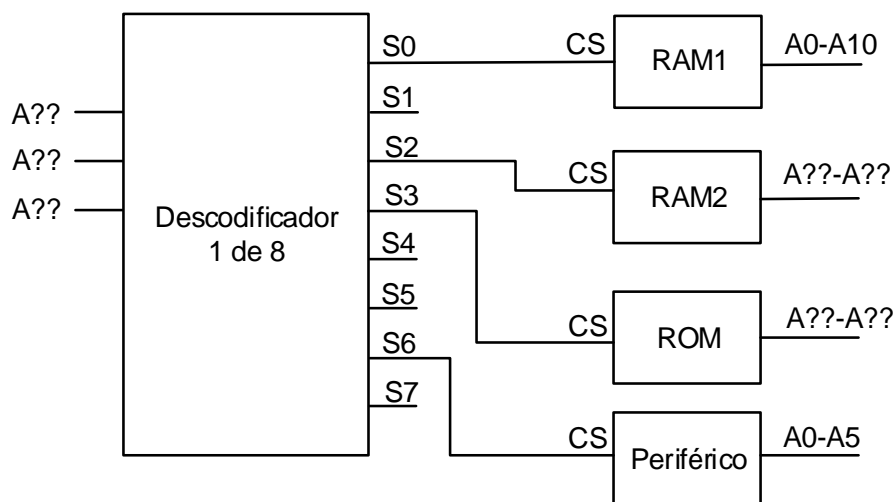 A??
A??
A??
Descodificador
1 de 8
S0
S1
S2
S3
S4
S5
S6
S7
CS
RAM1
A0-A10
CS
RAM2
A??-A??
CS
ROM
A??-A??
CS
Periférico
A0-A5